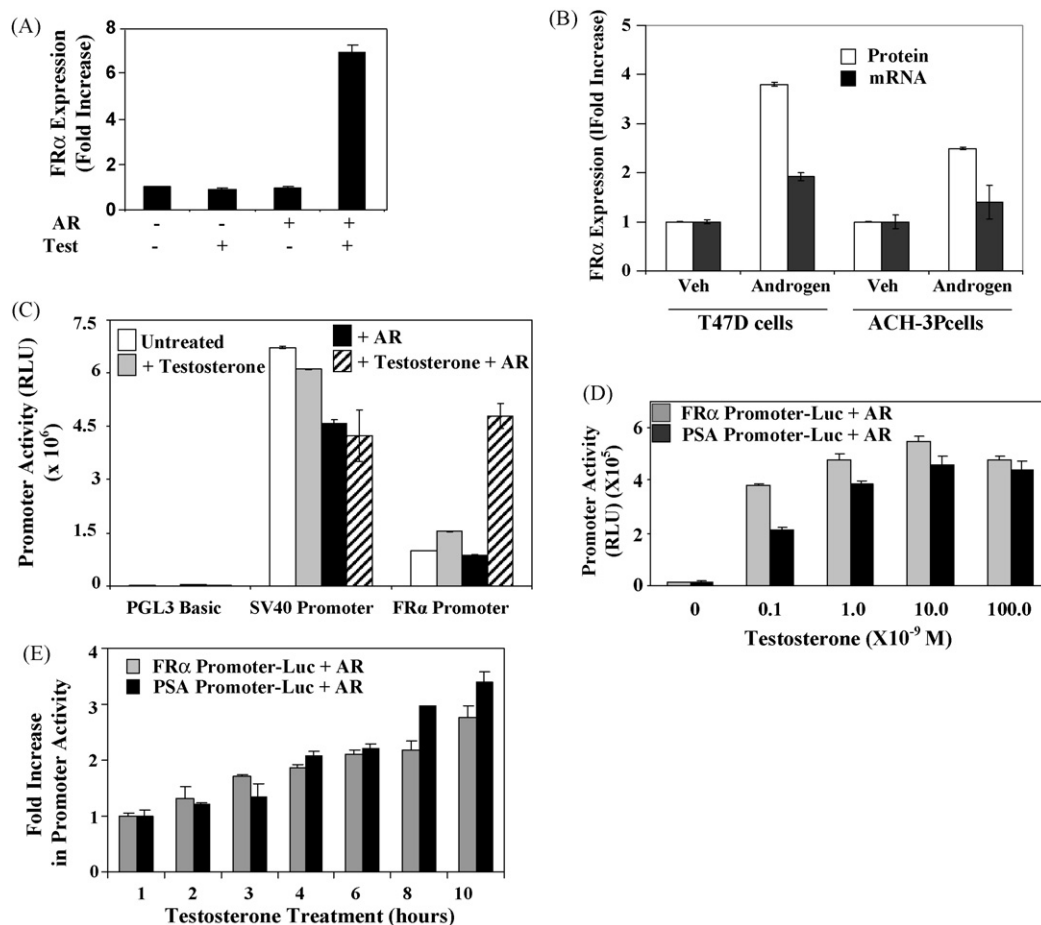 (A)
FRα Expression
(Fold Increase)
8
6
4
2
0
AR - - + +
Test - + - +
(B)
FRα Expression (IFold Increase)
5
4
3
2
1
0
Protein
mRNA
Veh Androgen Veh Androgen
T47D cells ACH-3Pcells
(C)
Promoter Activity (RLU)
(x 10⁶)
7.5
6
4.5
3
1.5
0
Untreated
+ Testosterone
+ AR
+ Testosterone + AR
PGL3 Basic SV40 Promoter FRα Promoter
(D)
Promoter Activity
(RLU) (X10⁵)
6
4
2
0
FRα Promoter-Luc + AR
PSA Promoter-Luc + AR
0 0.1 1.0 10.0 100.0
Testosterone (X10⁻⁹ M)
(E)
Fold Increase
in Promoter Activity
4
3
2
1
0
FRα Promoter-Luc + AR
PSA Promoter-Luc + AR
1 2 3 4 6 8 10
Testosterone Treatment (hours)